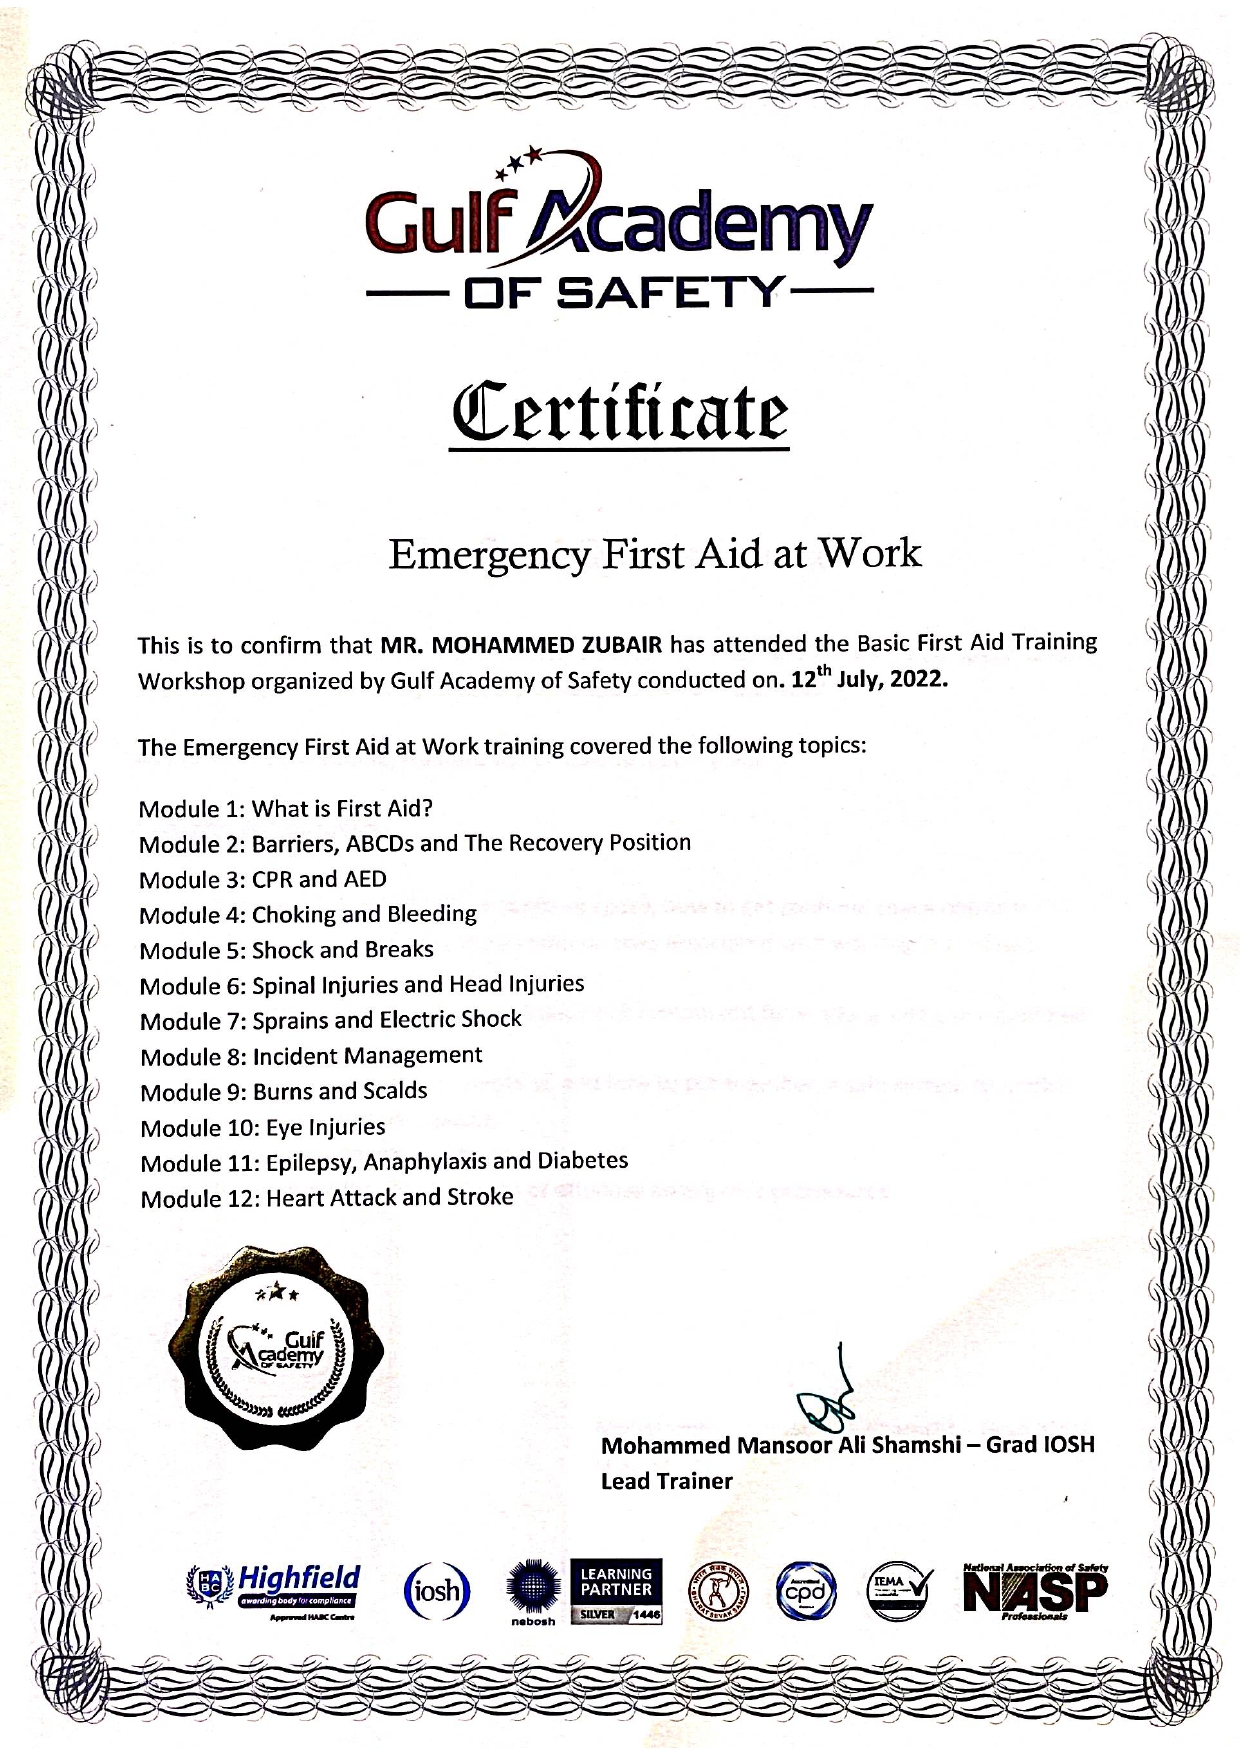 Gulf Academy
OF SAFETY
Certificate
Emergency First Aid at Work
This is to confirm that MR. MOHAMMED ZUBAIR has attended the Basic First Aid Training
Workshop organized by Gulf Academy of Safety conducted on. 12th July, 2022.
The Emergency First Aid at Work training covered the following topics:
Module 1: What is First Aid?
Module 2: Barriers, ABCDs and The Recovery Position
Module 3: CPR and AED
Module 4: Choking and Bleeding
Module 5: Shock and Breaks
Module 6: Spinal Injuries and Head Injuries
Module 7: Sprains and Electric Shock
Module 8: Incident Management
Module 9: Burns and Scalds
Module 10: Eye Injuries
Module 11: Epilepsy, Anaphylaxis and Diabetes
Module 12: Heart Attack and Stroke
Gulf
Academy
OF SAFETY
Mohammed Mansoor Ali Shamshi – Grad IOSH
Lead Trainer
HABC
Highfield
awarding body for compliance
Approved HABC Centre
iosh
nebosh
LEARNING
PARTNER
SILVER 1446
BHARAT SEVAK SAMAJ
cpd
IEMA
National Association of Safety
NASP
Professionals